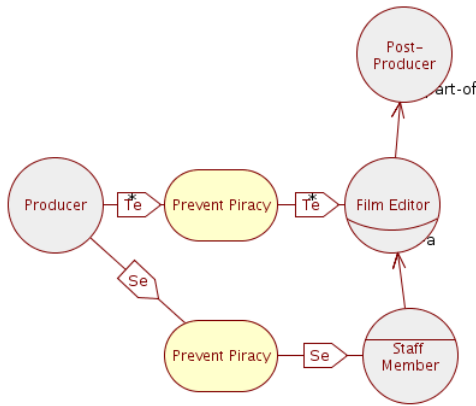 Post-
Producer
part-of
Producer
Te
*
Prevent Piracy
Te
*
Film Editor
a
Se
Prevent Piracy
Se
Staff
Member